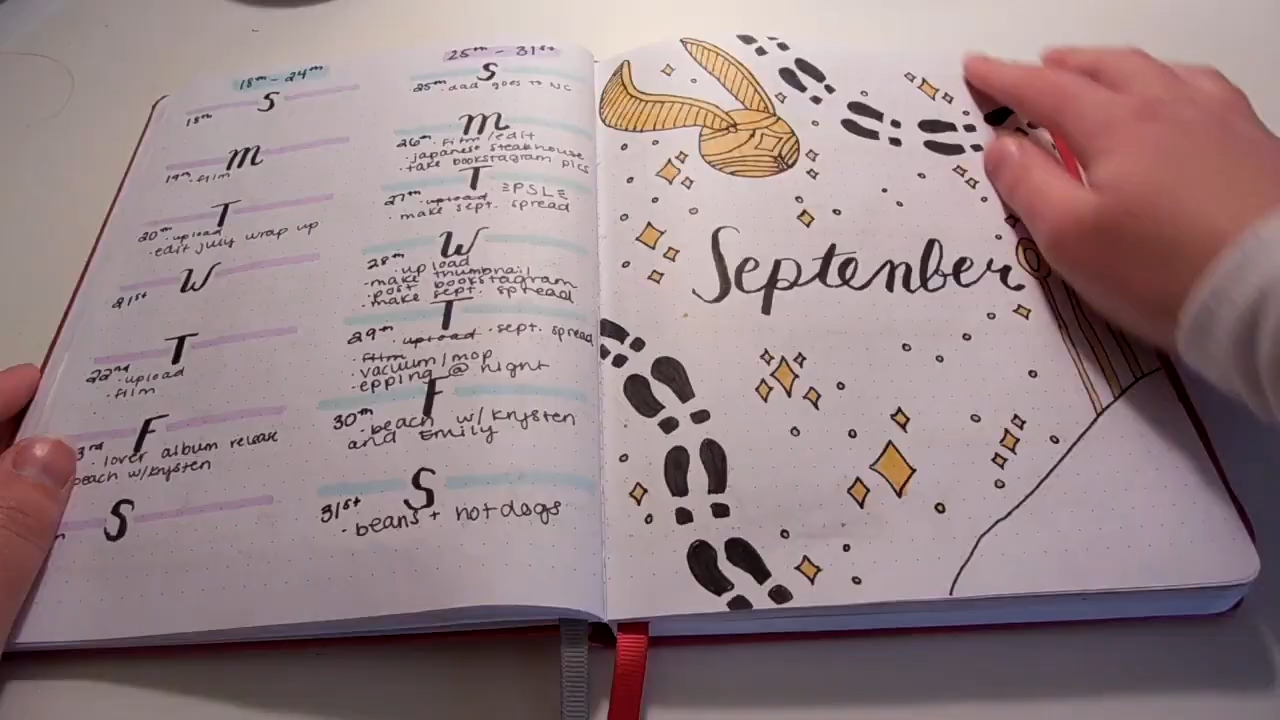 18th - 24th
S
18th
M
19th · film
T
20th · upload
· edit july wrap up
W
21st
T
22nd · upload
· film
F
3rd · lover album release
beach w/krysten
S
25th - 31st
S
25th · dad goes to NC
M
26th · film/edit
· japanese steakhouse
· take bookstagram pics
T
27th · upload PSL
· make sept. spread
W
28th · upload
· make thumbnail
· post bookstagram
· make sept. spread
T
29th · upload · sept. spread
· film
· vacuum/mop
· epping @ night
F
30th · beach w/ krysten
and Emily
S
31st
· beans + hot dogs
September